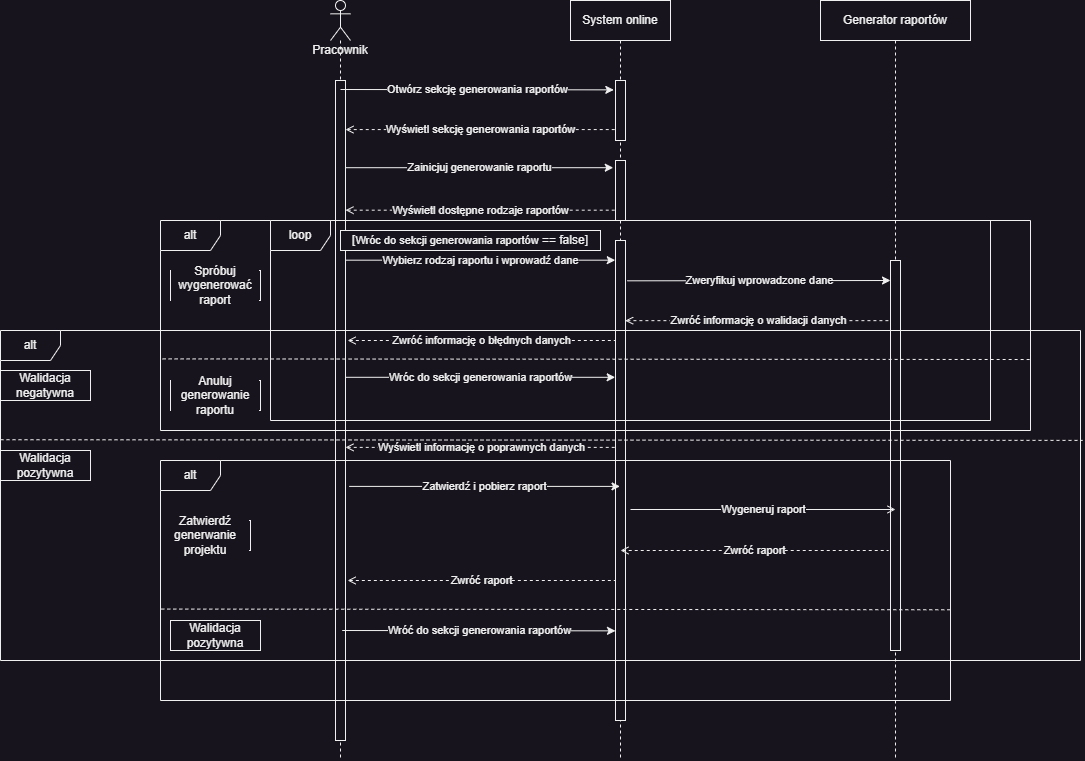 System online
Generator raportów
Pracownik
Otwórz sekcję generowania raportów
Wyświetl sekcję generowania raportów
Zainicjuj generowanie raportu
Wyświetl dostępne rodzaje raportów
alt
loop
[Wróc do sekcji generowania raportów == false]
Wybierz rodzaj raportu i wprowadź dane
Spróbuj
wygenerować
raport
Zweryfikuj wprowadzone dane
Zwróć informację o walidacji danych
alt
Zwróć informację o błędnych danych
Walidacja
negatywna
Anuluj
generowanie
raportu
Wróc do sekcji generowania raportów
Wyświetl informację o poprawnych danych
Walidacja
pozytywna
alt
Zatwierdź i pobierz raport
Wygeneruj raport
Zatwierdź
generwanie
projektu
Zwróć raport
Zwróć raport
Walidacja
pozytywna
Wróć do sekcji generowania raportów